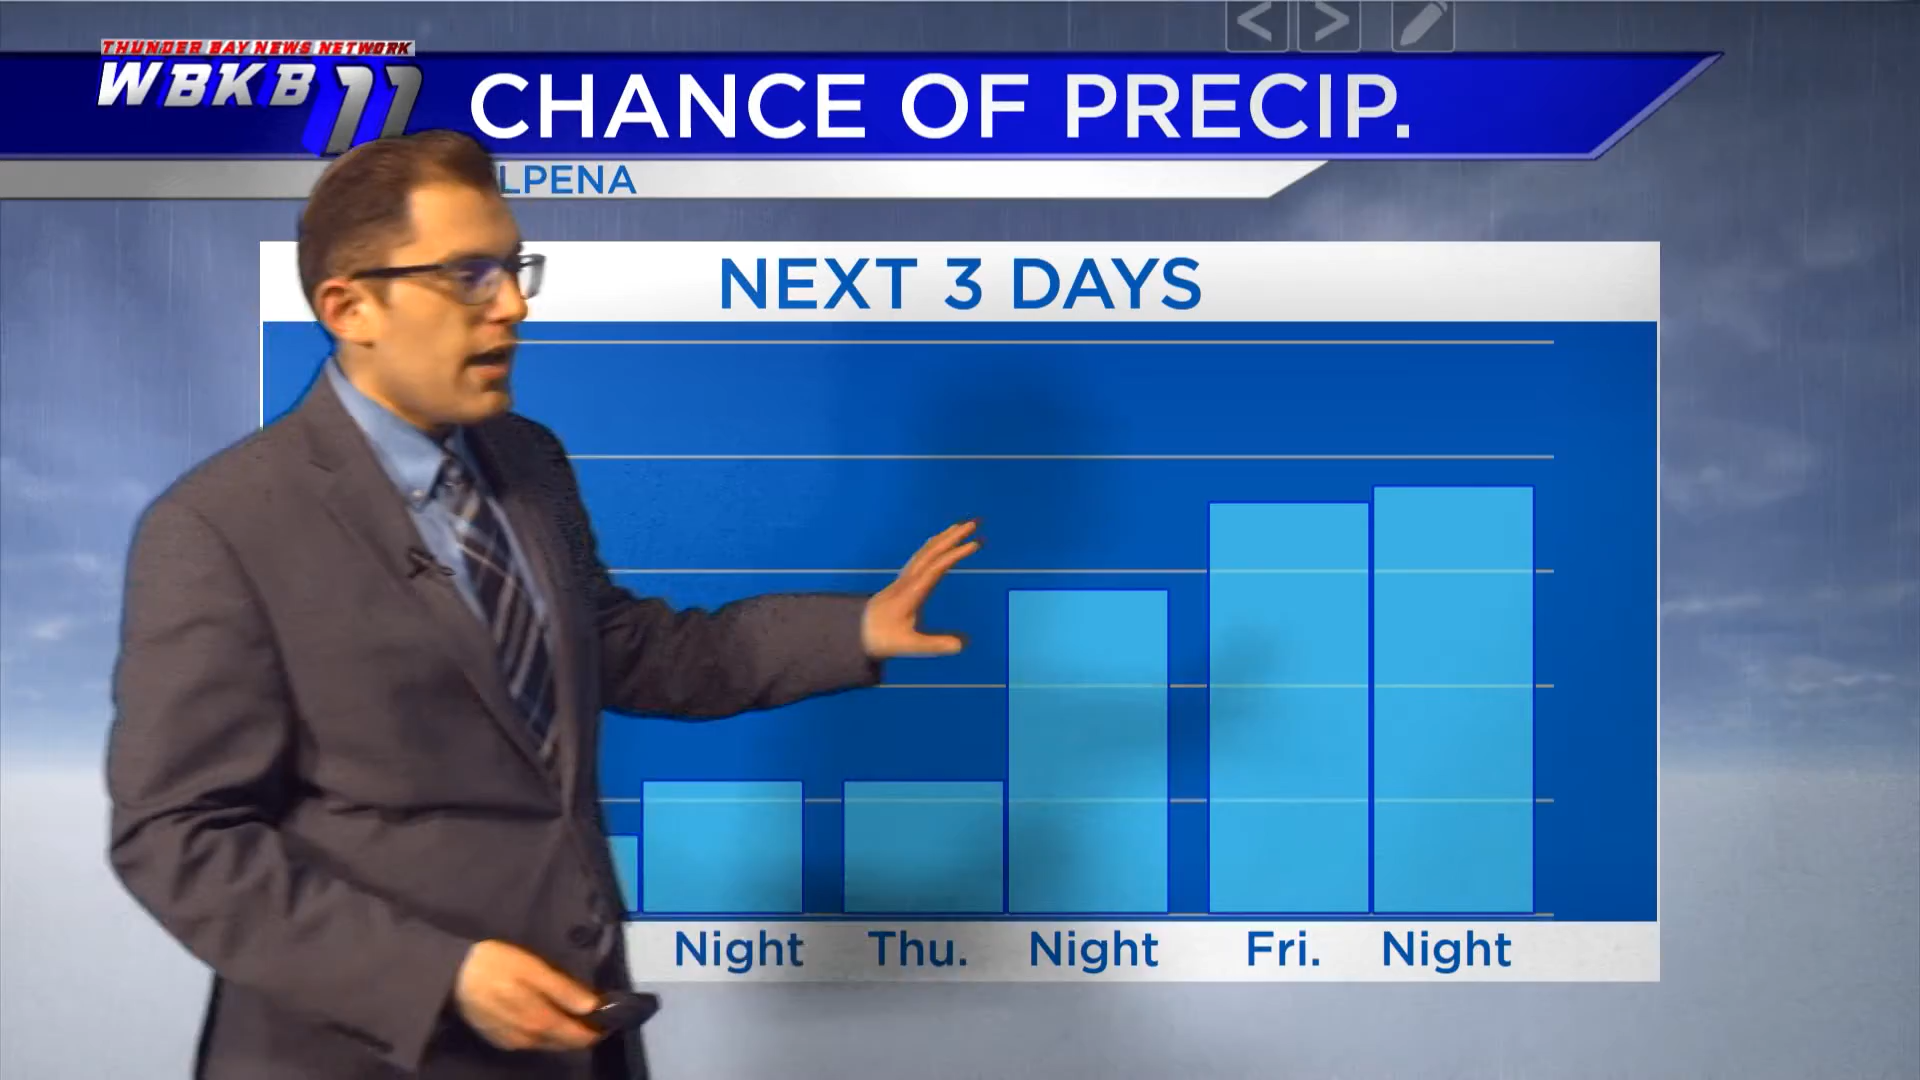 THUNDER BAY NEWS NETWORK
WBKB 11
CHANCE OF PRECIP.
LPENA
NEXT 3 DAYS
Night Thu. Night Fri. Night